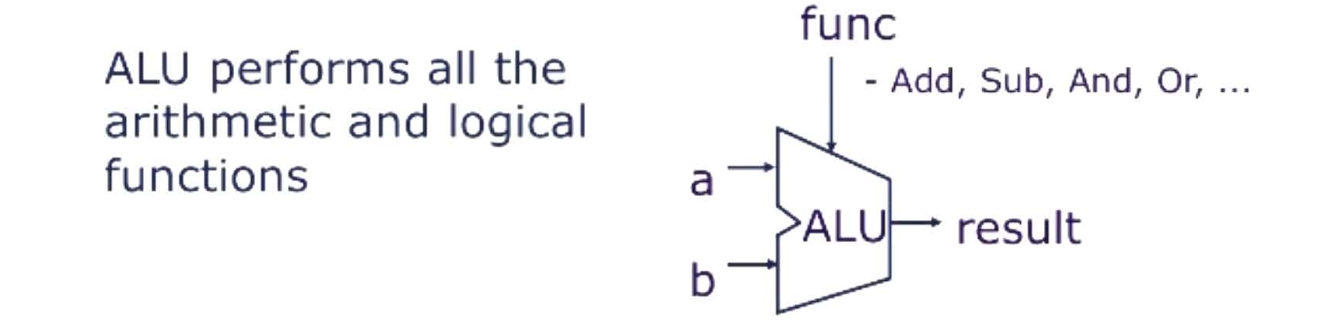 ALU performs all the
arithmetic and logical
functions
func
- Add, Sub, And, Or, ...
a
ALU
result
b